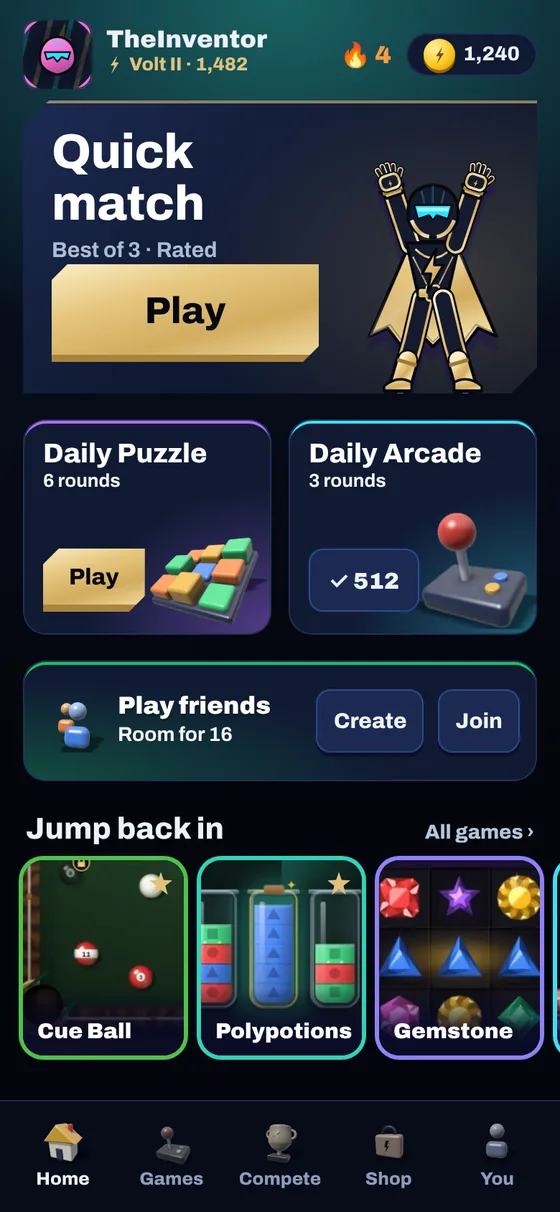 TheInventor
Volt II · 1,482
4
1,240
Quick
match
Best of 3 · Rated
Play
Daily Puzzle
6 rounds
Play
Daily Arcade
3 rounds
✓ 512
Play friends
Room for 16
Create
Join
Jump back in
All games ›
11
3
Cue Ball
Polypotions
Gemstone
Home
Games
Compete
Shop
You